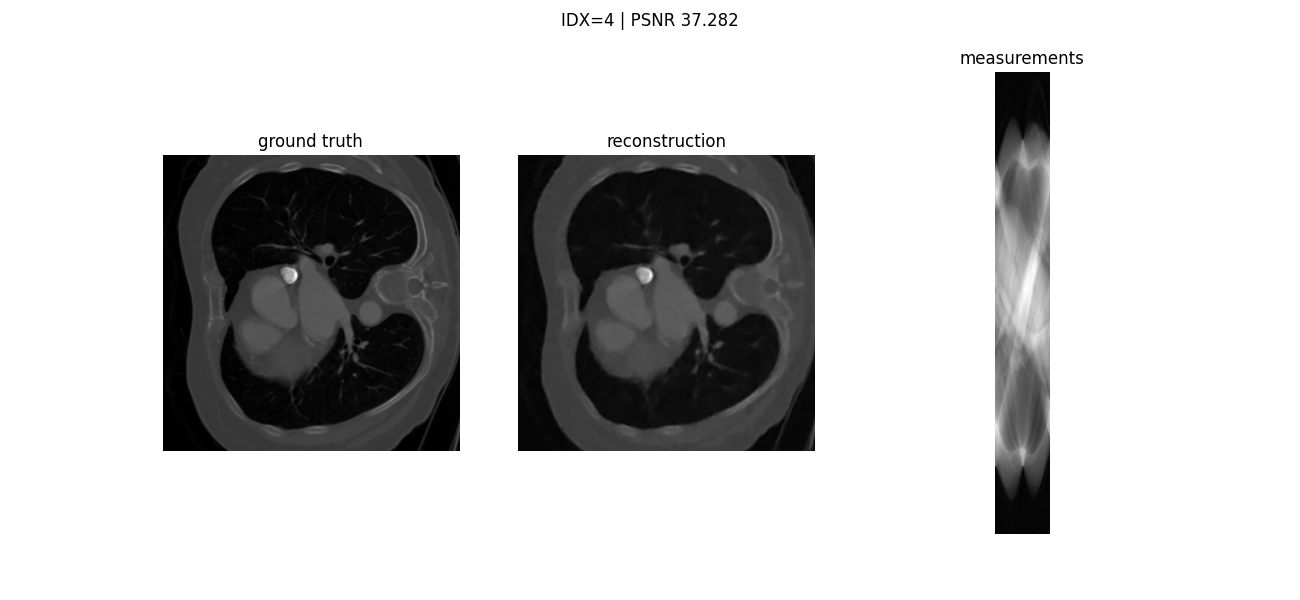 IDX=4 | PSNR 37.282
measurements
ground truth
reconstruction